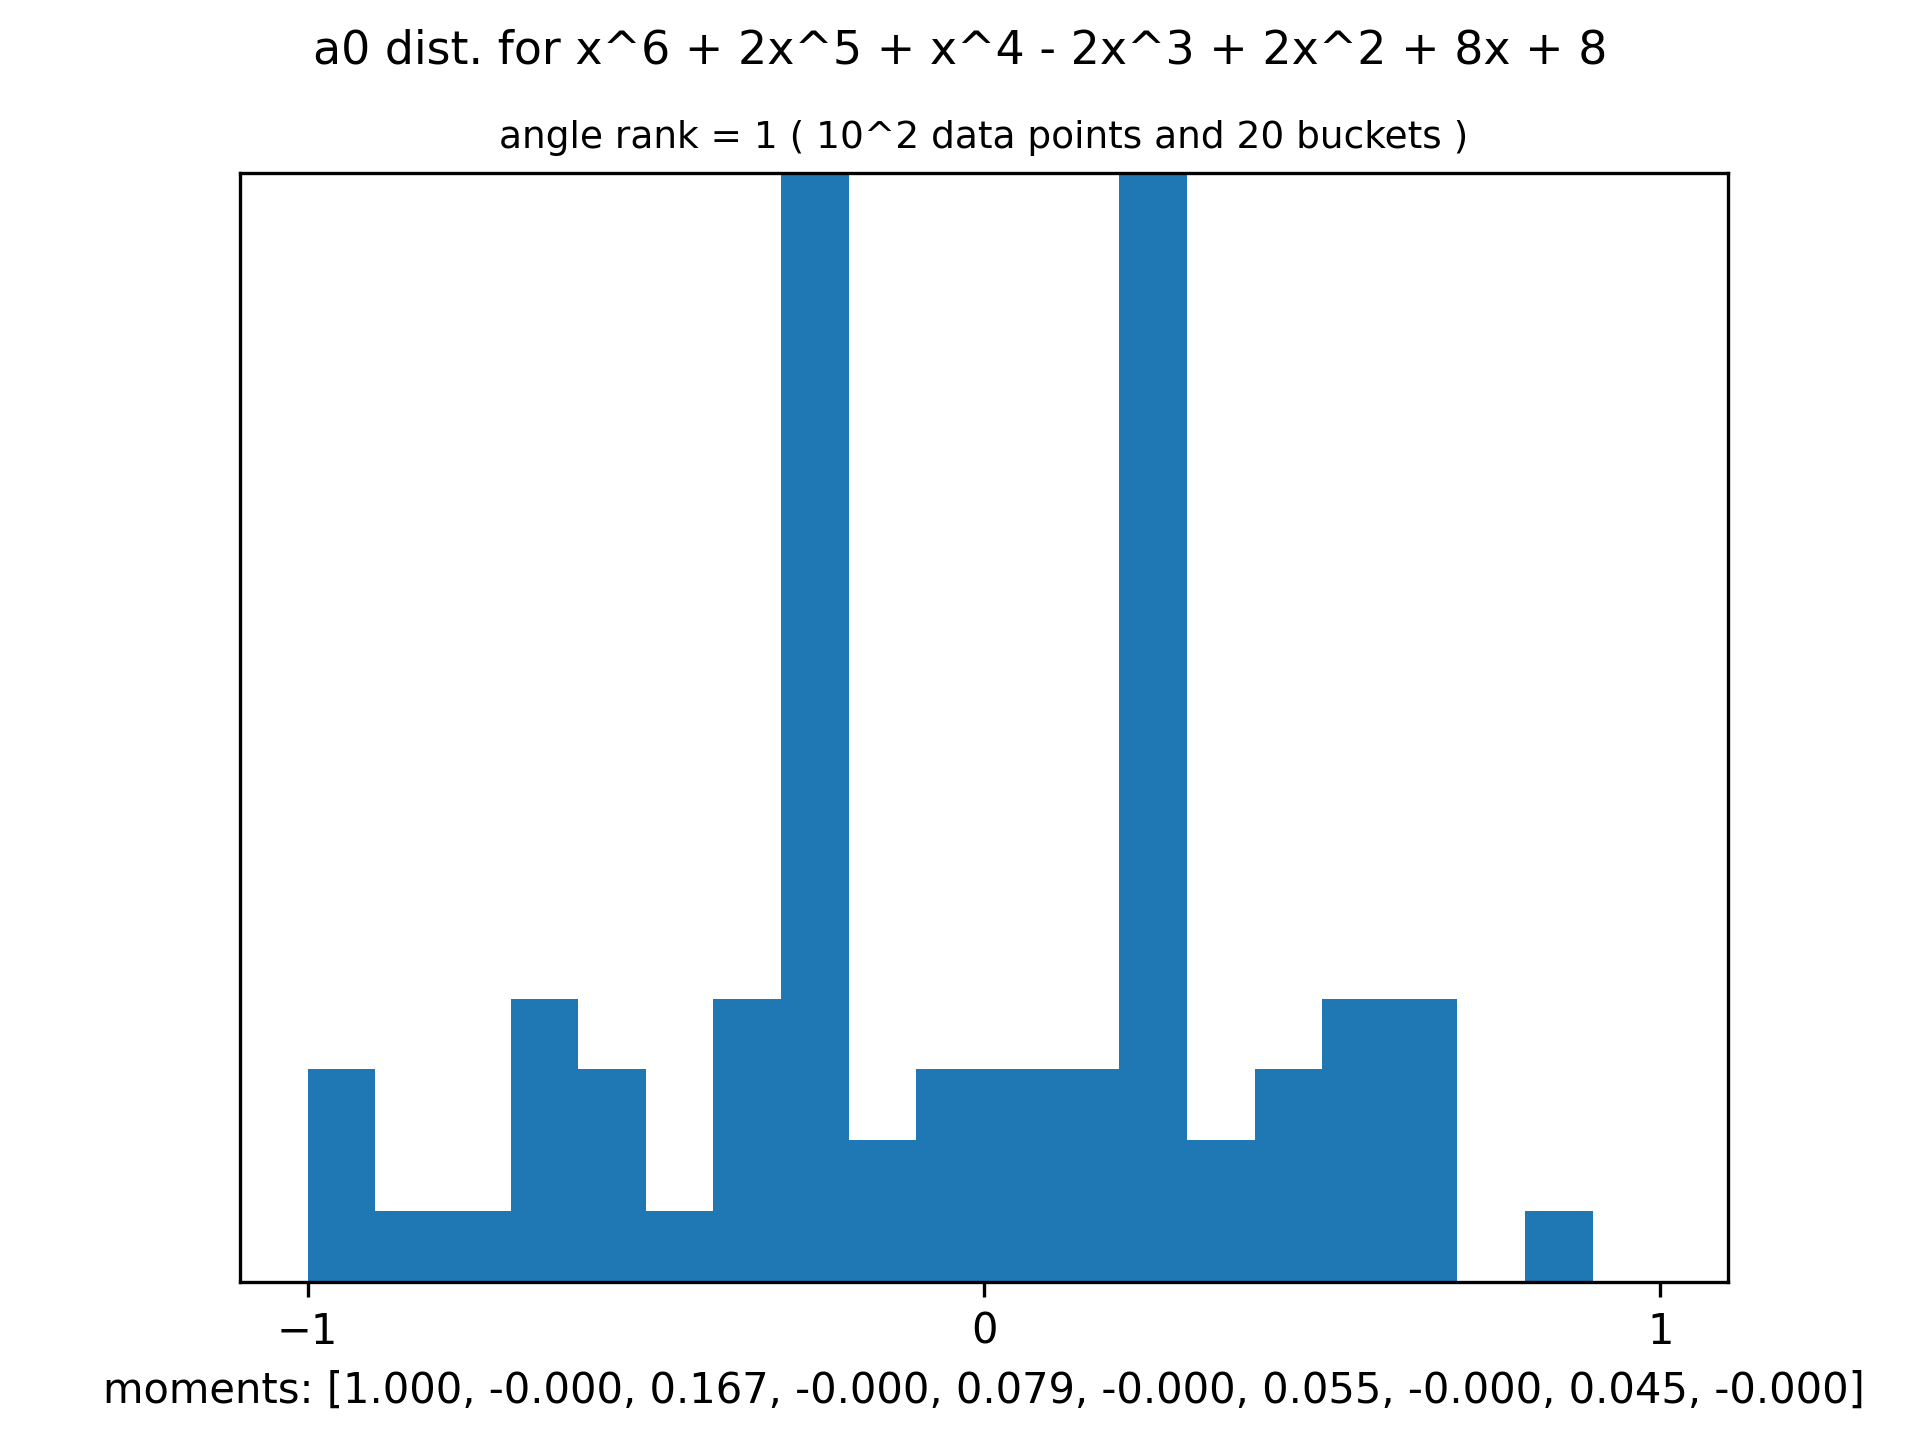 a0 dist. for x^6 + 2x^5 + x^4 - 2x^3 + 2x^2 + 8x + 8
angle rank = 1 ( 10^2 data points and 20 buckets )
−1 0 1
moments: [1.000, -0.000, 0.167, -0.000, 0.079, -0.000, 0.055, -0.000, 0.045, -0.000]